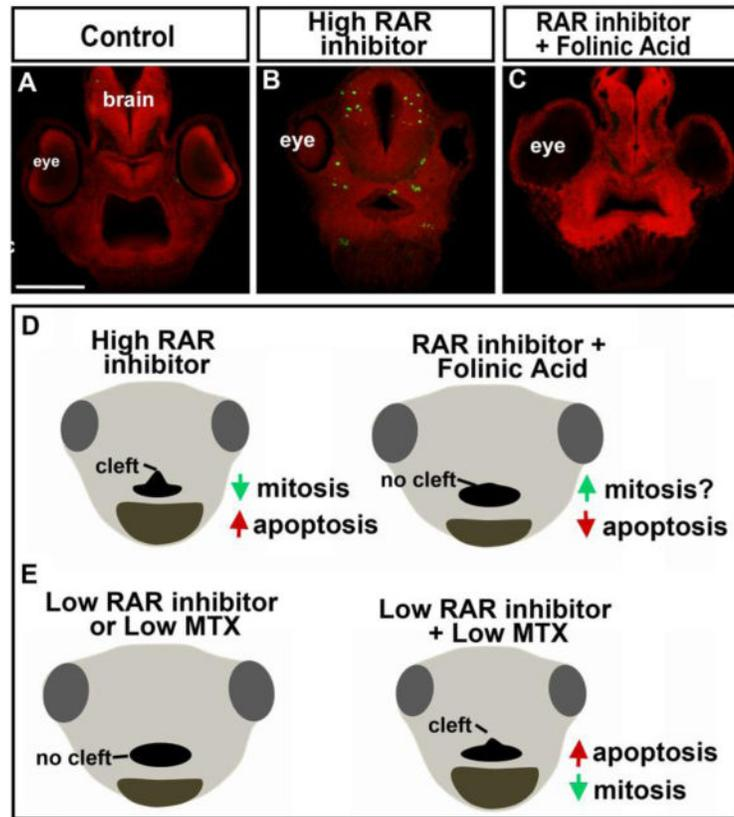 Control
High RAR
inhibitor
RAR inhibitor
+ Folinic Acid
A
brain
eye
c
B
eye
C
eye
D
High RAR
inhibitor
cleft
mitosis
apoptosis
RAR inhibitor +
Folinic Acid
no cleft
mitosis?
apoptosis
E
Low RAR inhibitor
or Low MTX
no cleft
Low RAR inhibitor
+ Low MTX
cleft
apoptosis
mitosis